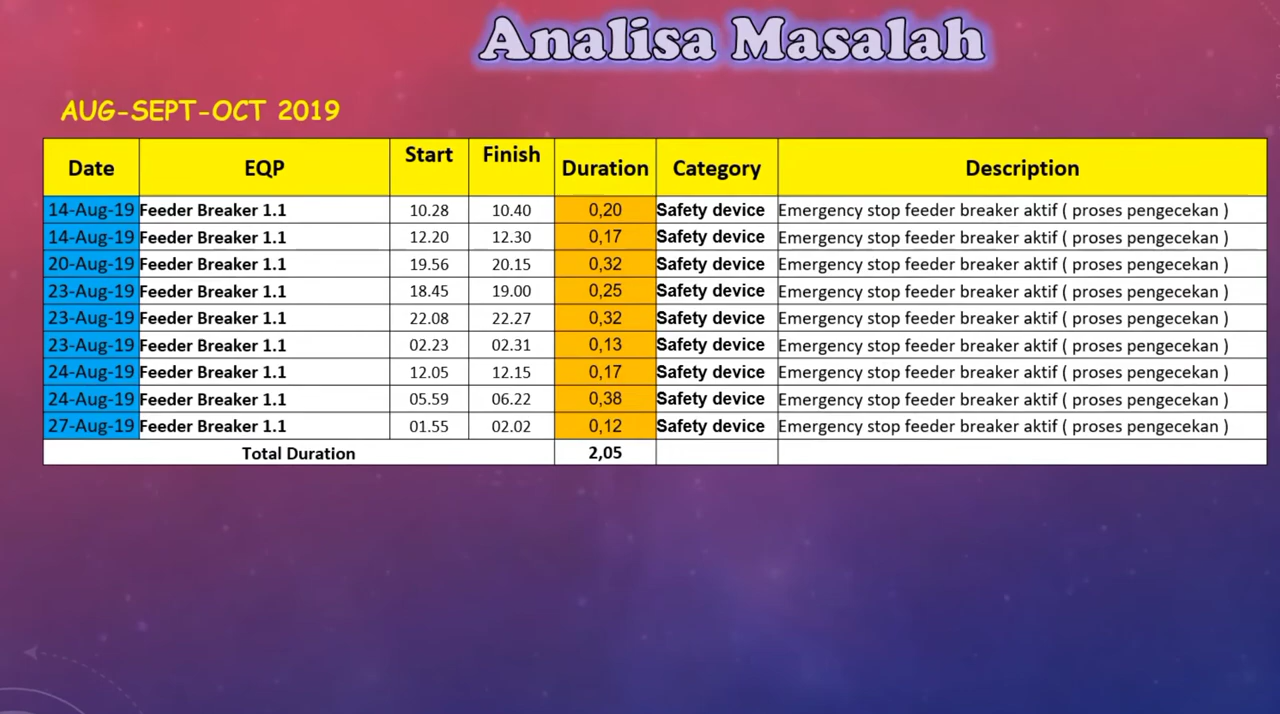 Analisa Masalah
AUG-SEPT-OCT 2019
Date EQP Start Finish Duration Category Description
14-Aug-19 Feeder Breaker 1.1 10.28 10.40 0,20 Safety device Emergency stop feeder breaker aktif ( proses pengecekan )
14-Aug-19 Feeder Breaker 1.1 12.20 12.30 0,17 Safety device Emergency stop feeder breaker aktif ( proses pengecekan )
20-Aug-19 Feeder Breaker 1.1 19.56 20.15 0,32 Safety device Emergency stop feeder breaker aktif ( proses pengecekan )
23-Aug-19 Feeder Breaker 1.1 18.45 19.00 0,25 Safety device Emergency stop feeder breaker aktif ( proses pengecekan )
23-Aug-19 Feeder Breaker 1.1 22.08 22.27 0,32 Safety device Emergency stop feeder breaker aktif ( proses pengecekan )
23-Aug-19 Feeder Breaker 1.1 02.23 02.31 0,13 Safety device Emergency stop feeder breaker aktif ( proses pengecekan )
24-Aug-19 Feeder Breaker 1.1 12.05 12.15 0,17 Safety device Emergency stop feeder breaker aktif ( proses pengecekan )
24-Aug-19 Feeder Breaker 1.1 05.59 06.22 0,38 Safety device Emergency stop feeder breaker aktif ( proses pengecekan )
27-Aug-19 Feeder Breaker 1.1 01.55 02.02 0,12 Safety device Emergency stop feeder breaker aktif ( proses pengecekan )
Total Duration 2,05